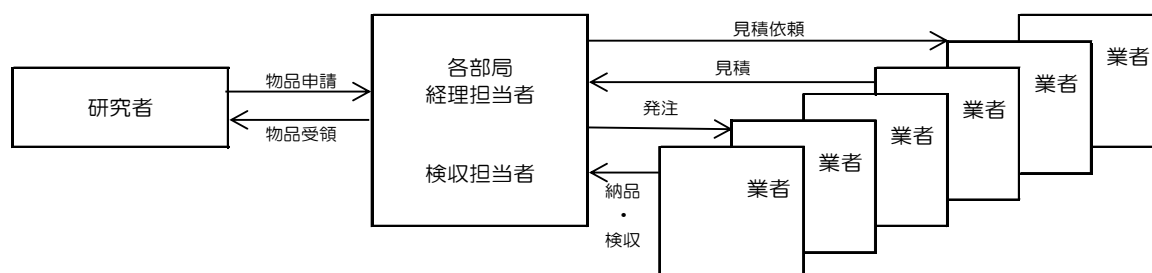 研究者
物品申請
物品受領
各部局
経理担当者
検収担当者
見積依頼
見積
発注
納品
・
検収
業者
業者
業者
業者
業者
業者